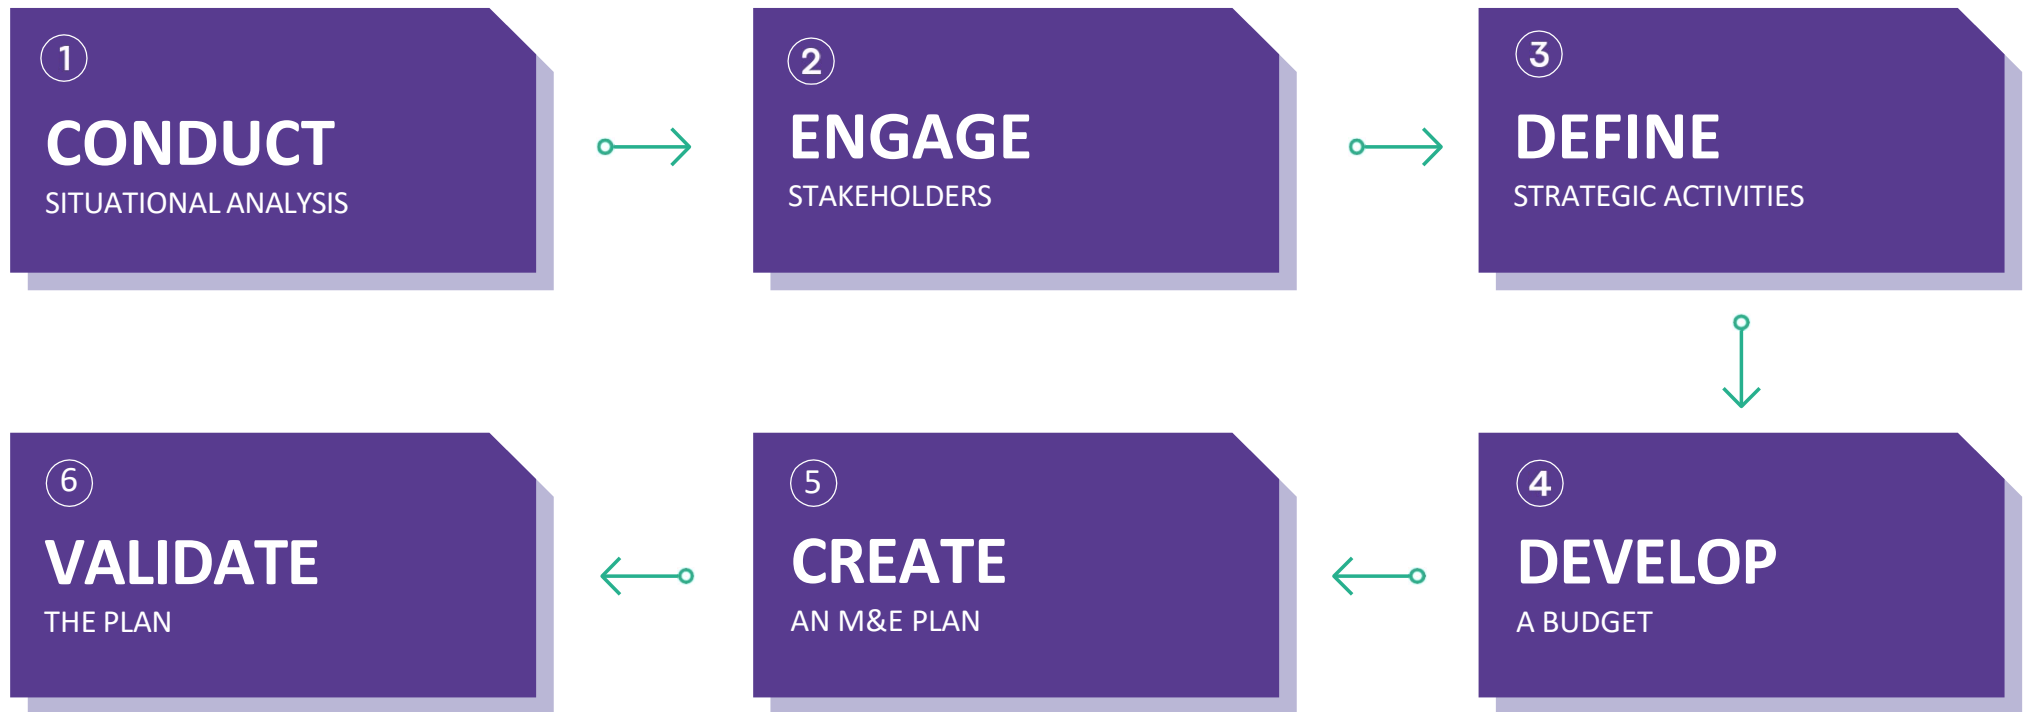 1
CONDUCT
SITUATIONAL ANALYSIS
2
ENGAGE
STAKEHOLDERS
3
DEFINE
STRATEGIC ACTIVITIES
4
DEVELOP
A BUDGET
5
CREATE
AN M&E PLAN
6
VALIDATE
THE PLAN